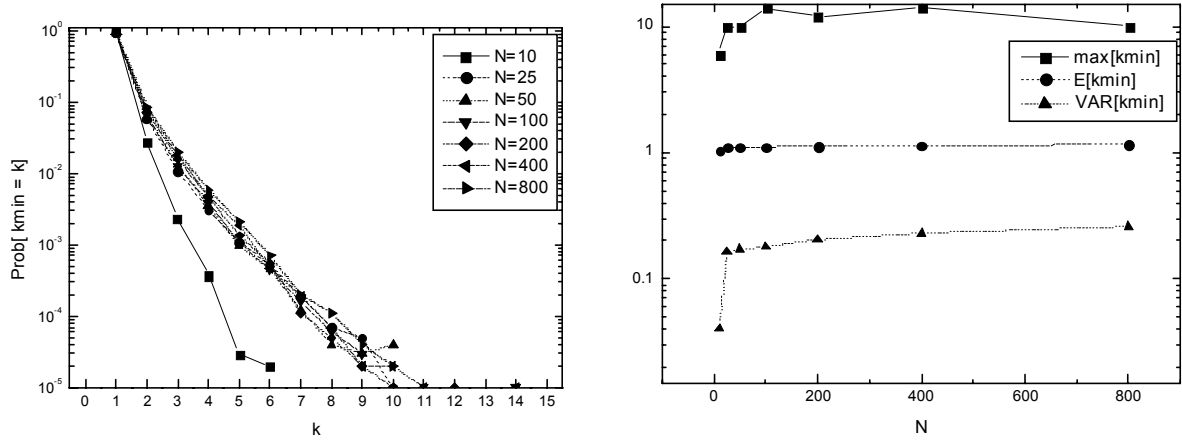 10⁰
10⁻¹
10⁻²
10⁻³
10⁻⁴
10⁻⁵
Prob[ kmin = k]
0 1 2 3 4 5 6 7 8 9 10 11 12 13 14 15
k
N=10
N=25
N=50
N=100
N=200
N=400
N=800
10
1
0.1
0 200 400 600 800
N
max[kmin]
E[kmin]
VAR[kmin]